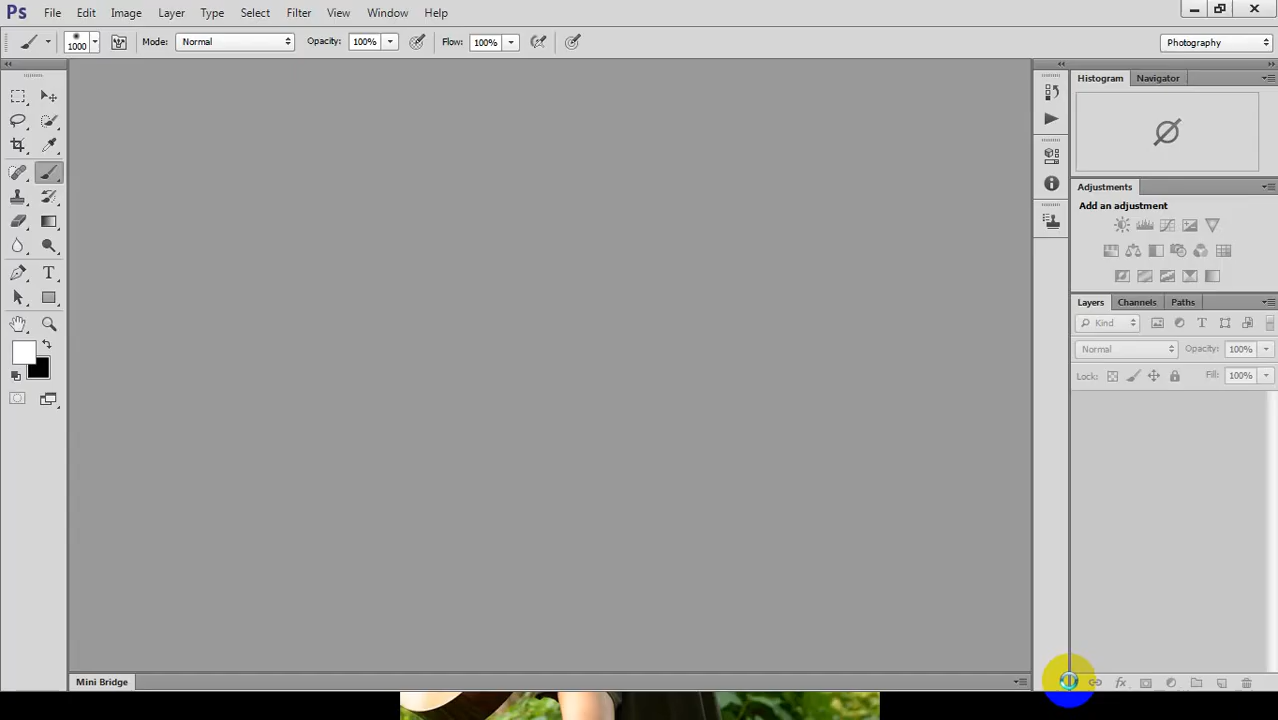 Ps File Edit Image Layer Type Select Filter View Window Help
1000 Mode: Normal Opacity: 100% Flow: 100% Photography
Histogram Navigator
Adjustments
Add an adjustment
Layers Channels Paths
Kind
Normal Opacity: 100%
Lock: Fill: 100%
T
fx
Mini Bridge